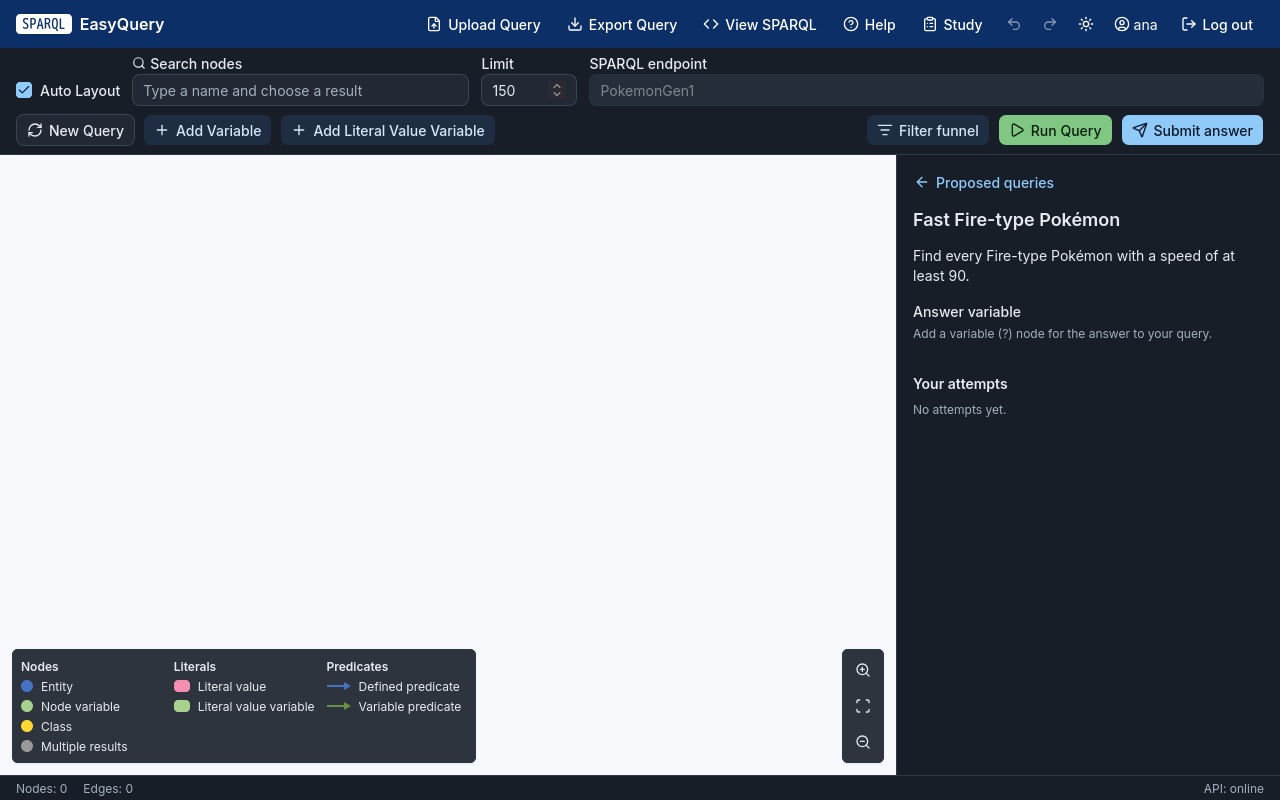 SPARQL EasyQuery
Upload Query
Export Query
View SPARQL
Help
Study
ana
Log out
Auto Layout
Search nodes
Type a name and choose a result
Limit
150
SPARQL endpoint
PokemonGen1
New Query
Add Variable
Add Literal Value Variable
Filter funnel
Run Query
Submit answer
Proposed queries
Fast Fire-type Pokémon
Find every Fire-type Pokémon with a speed of at
least 90.
Answer variable
Add a variable (?) node for the answer to your query.
Your attempts
No attempts yet.
Nodes
Entity
Node variable
Class
Multiple results
Literals
Literal value
Literal value variable
Predicates
Defined predicate
Variable predicate
Nodes: 0
Edges: 0
API: online